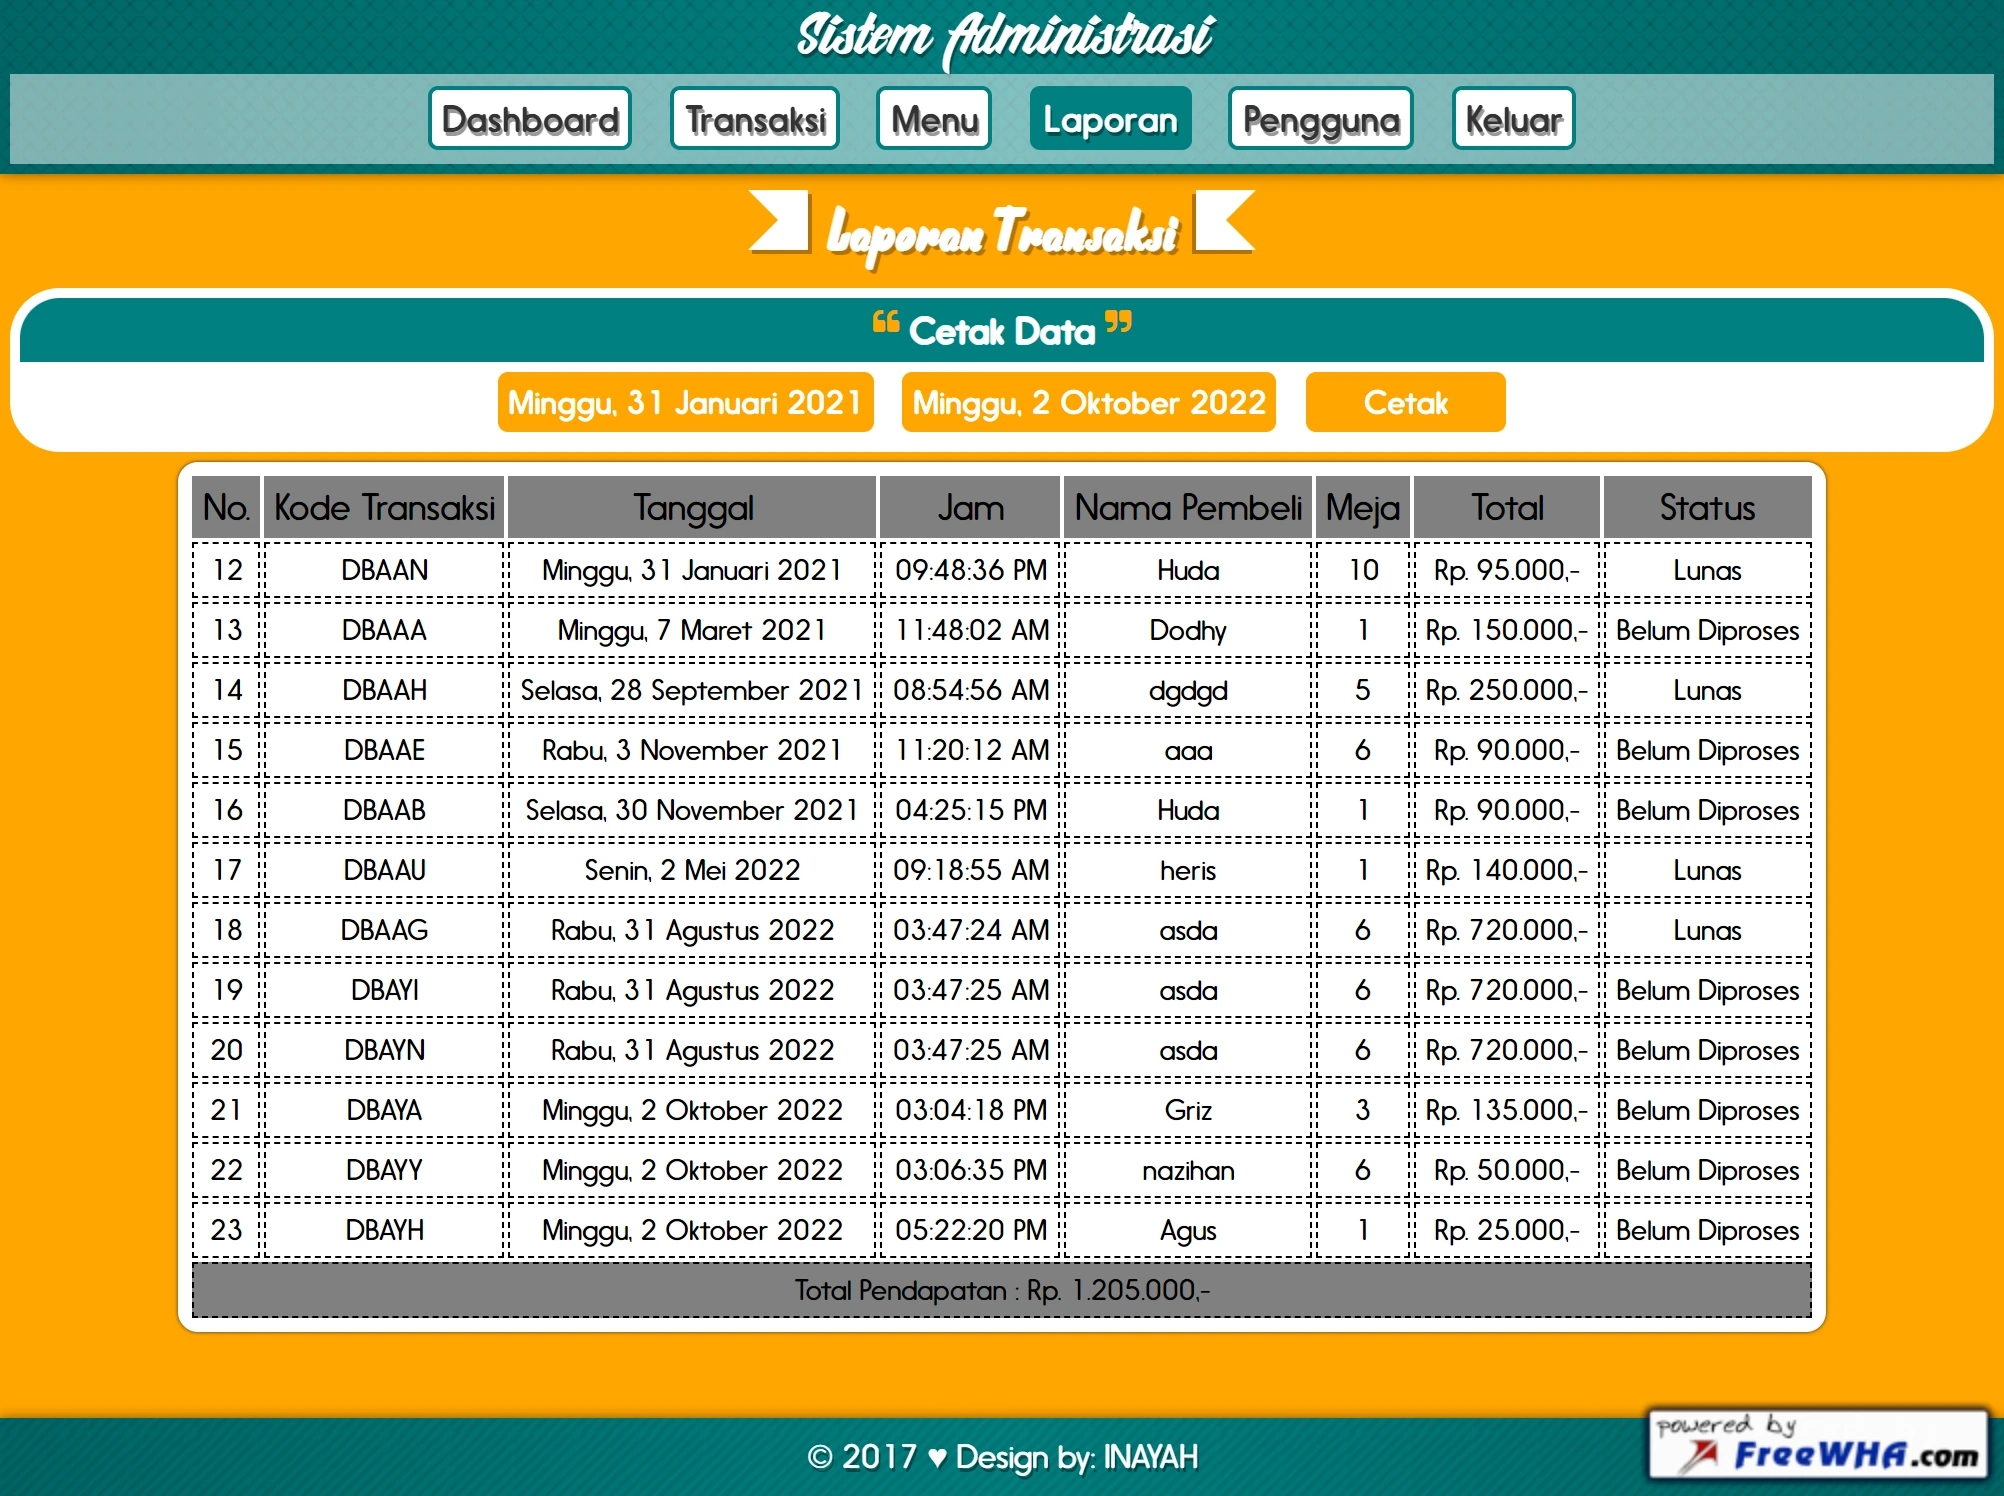 Sistem Administrasi
Dashboard Transaksi Menu Laporan Pengguna Keluar
Laporan Transaksi
“ Cetak Data ”
Minggu, 31 Januari 2021 Minggu, 2 Oktober 2022 Cetak
No. Kode Transaksi Tanggal Jam Nama Pembeli Meja Total Status
12 DBAAN Minggu, 31 Januari 2021 09:48:36 PM Huda 10 Rp. 95.000,- Lunas
13 DBAAA Minggu, 7 Maret 2021 11:48:02 AM Dodhy 1 Rp. 150.000,- Belum Diproses
14 DBAAH Selasa, 28 September 2021 08:54:56 AM dgdgd 5 Rp. 250.000,- Lunas
15 DBAAE Rabu, 3 November 2021 11:20:12 AM aaa 6 Rp. 90.000,- Belum Diproses
16 DBAAB Selasa, 30 November 2021 04:25:15 PM Huda 1 Rp. 90.000,- Belum Diproses
17 DBAAU Senin, 2 Mei 2022 09:18:55 AM heris 1 Rp. 140.000,- Lunas
18 DBAAG Rabu, 31 Agustus 2022 03:47:24 AM asda 6 Rp. 720.000,- Lunas
19 DBAYI Rabu, 31 Agustus 2022 03:47:25 AM asda 6 Rp. 720.000,- Belum Diproses
20 DBAYN Rabu, 31 Agustus 2022 03:47:25 AM asda 6 Rp. 720.000,- Belum Diproses
21 DBAYA Minggu, 2 Oktober 2022 03:04:18 PM Griz 3 Rp. 135.000,- Belum Diproses
22 DBAYY Minggu, 2 Oktober 2022 03:06:35 PM nazihan 6 Rp. 50.000,- Belum Diproses
23 DBAYH Minggu, 2 Oktober 2022 05:22:20 PM Agus 1 Rp. 25.000,- Belum Diproses
Total Pendapatan : Rp. 1.205.000,-
© 2017 ♥ Design by: INAYAH
powered by
FreeWHA.com